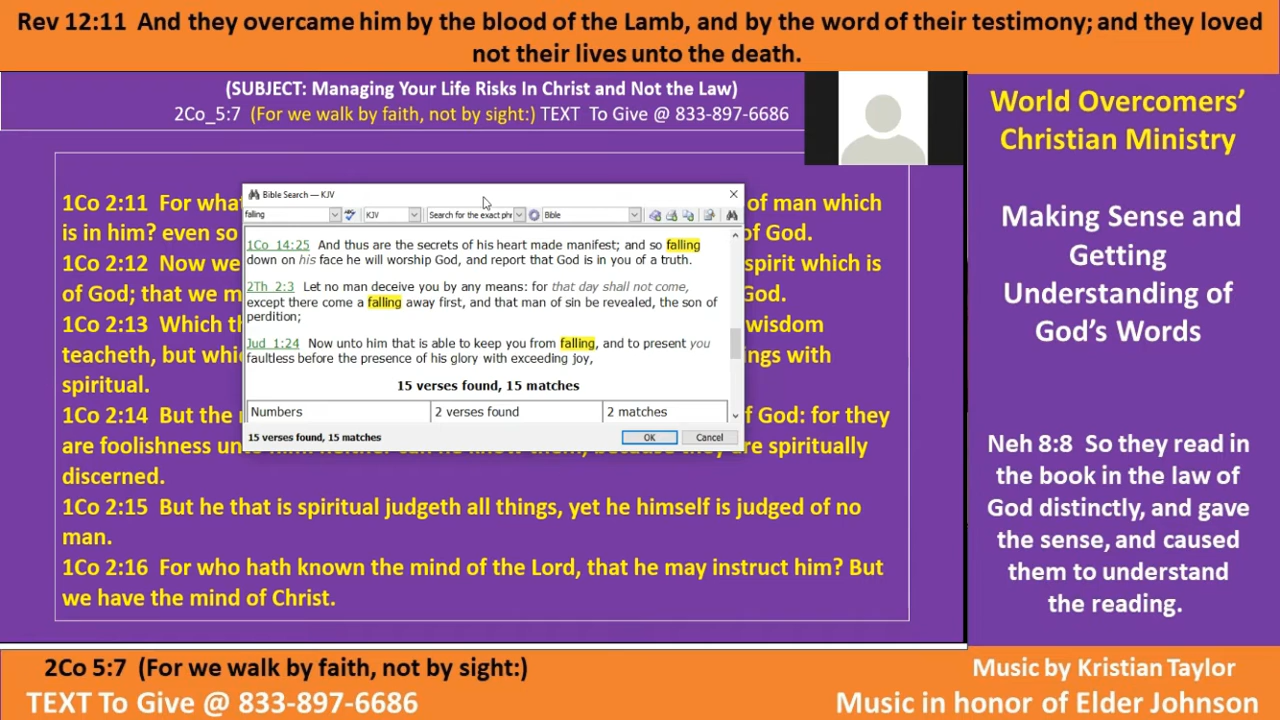 Rev 12:11 And they overcame him by the blood of the Lamb, and by the word of their testimony; and they loved
not their lives unto the death.
(SUBJECT: Managing Your Life Risks In Christ and Not the Law)
2Co_5:7 (For we walk by faith, not by sight:) TEXT To Give @ 833-897-6686
1Co 2:11 For what
of man which
is in him? even so
of God.
1Co 2:12 Now we
spirit which is
of God; that we m
God.
1Co 2:13 Which th
wisdom
teacheth, but whic
ngs with
spiritual.
1Co 2:14 But the
of God: for they
are foolishness
are spiritually
discerned.
1Co 2:15 But he that is spiritual judgeth all things, yet he himself is judged of no
man.
1Co 2:16 For who hath known the mind of the Lord, that he may instruct him? But
we have the mind of Christ.
Bible Search — KJV
falling KJV Search for the exact phr Bible
1Co 14:25 And thus are the secrets of his heart made manifest; and so falling
down on his face he will worship God, and report that God is in you of a truth.
2Th 2:3 Let no man deceive you by any means: for that day shall not come,
except there come a falling away first, and that man of sin be revealed, the son of
perdition;
Jud 1:24 Now unto him that is able to keep you from falling, and to present you
faultless before the presence of his glory with exceeding joy,
15 verses found, 15 matches
Numbers 2 verses found 2 matches
15 verses found, 15 matches OK Cancel
World Overcomers'
Christian Ministry
Making Sense and
Getting
Understanding of
God's Words
Neh 8:8 So they read in
the book in the law of
God distinctly, and gave
the sense, and caused
them to understand
the reading.
2Co 5:7 (For we walk by faith, not by sight:)
TEXT To Give @ 833-897-6686
Music by Kristian Taylor
Music in honor of Elder Johnson